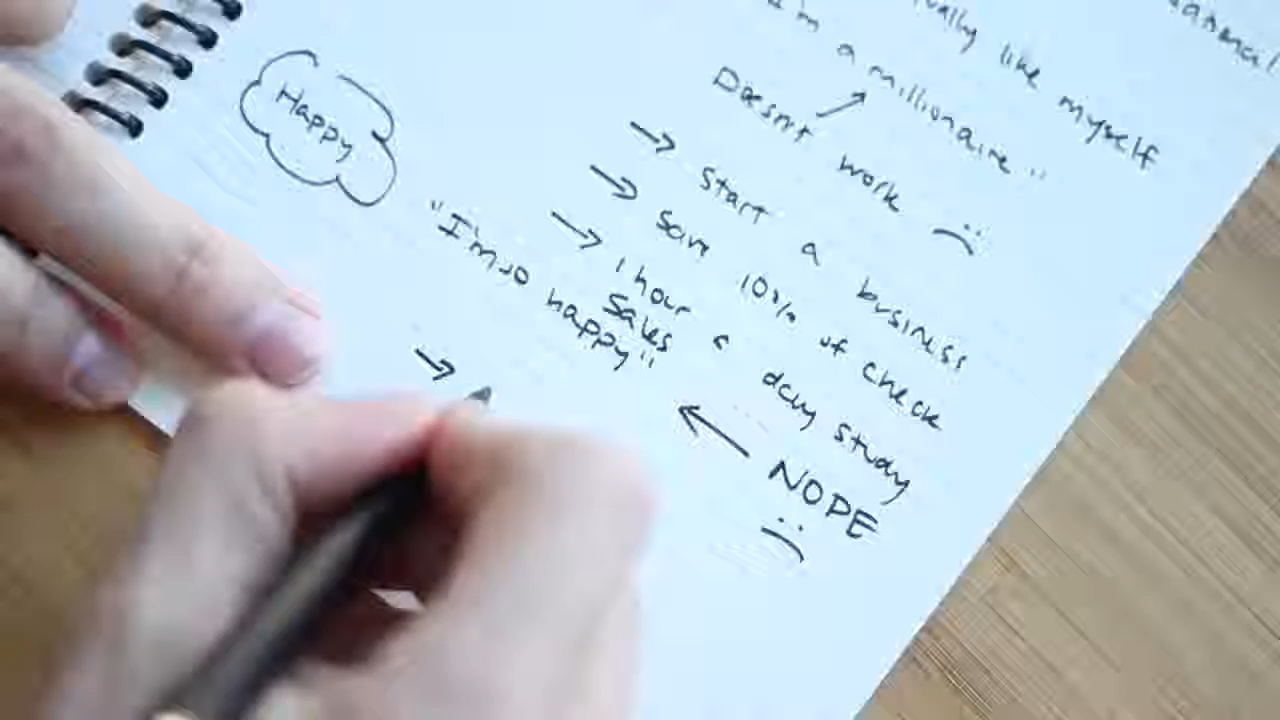 ually like myself
I'm a millionaire"
Doesn't work :(
→ Start a business
→ Save 10% of check
→ 1 hour a day study
Sales
Happy
"I'm so happy"
← NOPE
:(
→